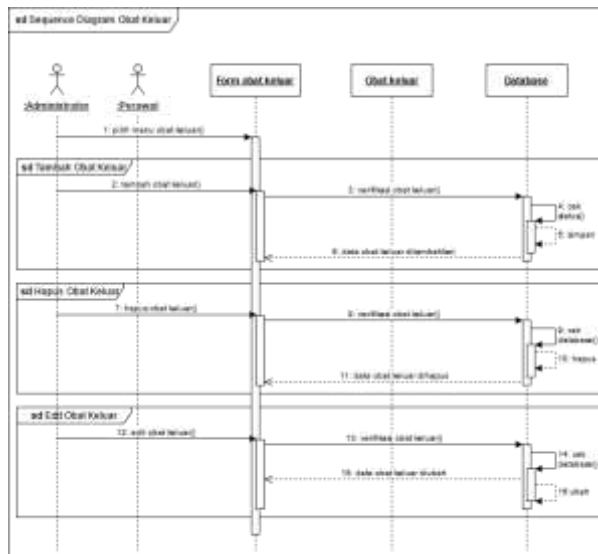 sd Sequence Diagram Obat Keluar
:Administrator
:Perawat
Form obat keluar
Obat keluar
Database
1: pilih menu obat keluar()
sd Tambah Obat Keluar
2: tambah obat keluar()
3: verifikasi obat keluar()
4: cek
5: simpan
6: data obat keluar ditambahkan
sd Hapus Obat Keluar
7: hapus obat keluar()
8: verifikasi obat keluar()
9: cek
database()
10: hapus
11: data obat keluar dihapus
sd Edit Obat Keluar
12: edit obat keluar()
13: verifikasi obat keluar()
14: cek
database()
15: data obat keluar diubah
16: ubah